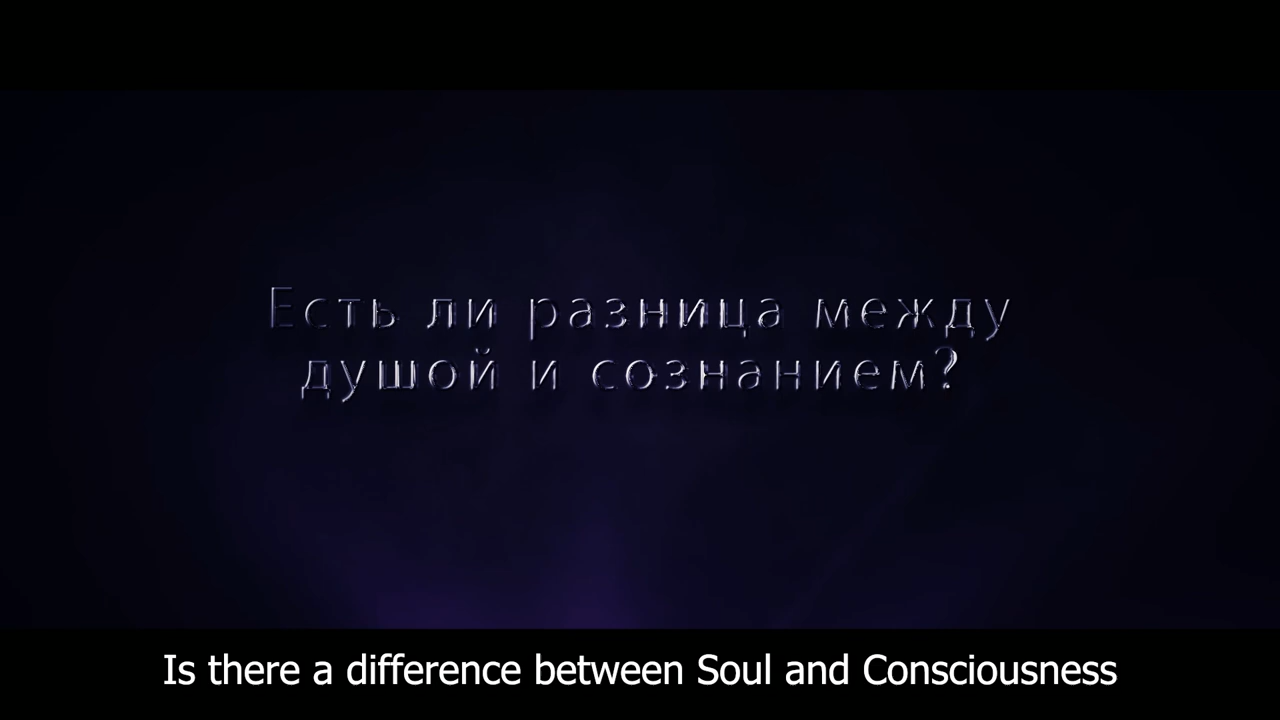 Есть ли разница между
душой и сознанием?
Is there a difference between Soul and Consciousness